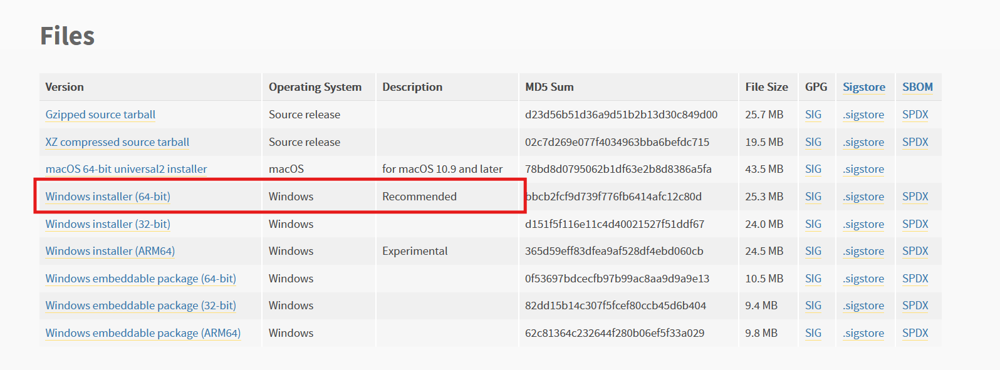 Files
Version Operating System Description MD5 Sum File Size GPG Sigstore SBOM
Gzipped source tarball Source release d23d56b51d36a9d51b2b13d30c849d00 25.7 MB SIG .sigstore SPDX
XZ compressed source tarball Source release 02c7d269e077f4034963bba6befdc715 19.5 MB SIG .sigstore SPDX
macOS 64-bit universal2 installer macOS for macOS 10.9 and later 78bd8d0795062b1df63e2b8d8386a5fa 43.5 MB SIG .sigstore
Windows installer (64-bit) Windows Recommended bbcb2fcf9d739f776fb6414afc12c80d 25.3 MB SIG .sigstore SPDX
Windows installer (32-bit) Windows d151f5f116e11c4d40021527f51ddf67 24.0 MB SIG .sigstore SPDX
Windows installer (ARM64) Windows Experimental 365d59eff83dfea9af528df4ebd060cb 24.5 MB SIG .sigstore SPDX
Windows embeddable package (64-bit) Windows 0f53697bdcecfb97b99ac8aa9d9a9e13 10.5 MB SIG .sigstore SPDX
Windows embeddable package (32-bit) Windows 82dd15b14c307f5fcef80ccb45d6b404 9.4 MB SIG .sigstore SPDX
Windows embeddable package (ARM64) Windows 62c81364c232644f280b06ef5f33a029 9.8 MB SIG .sigstore SPDX